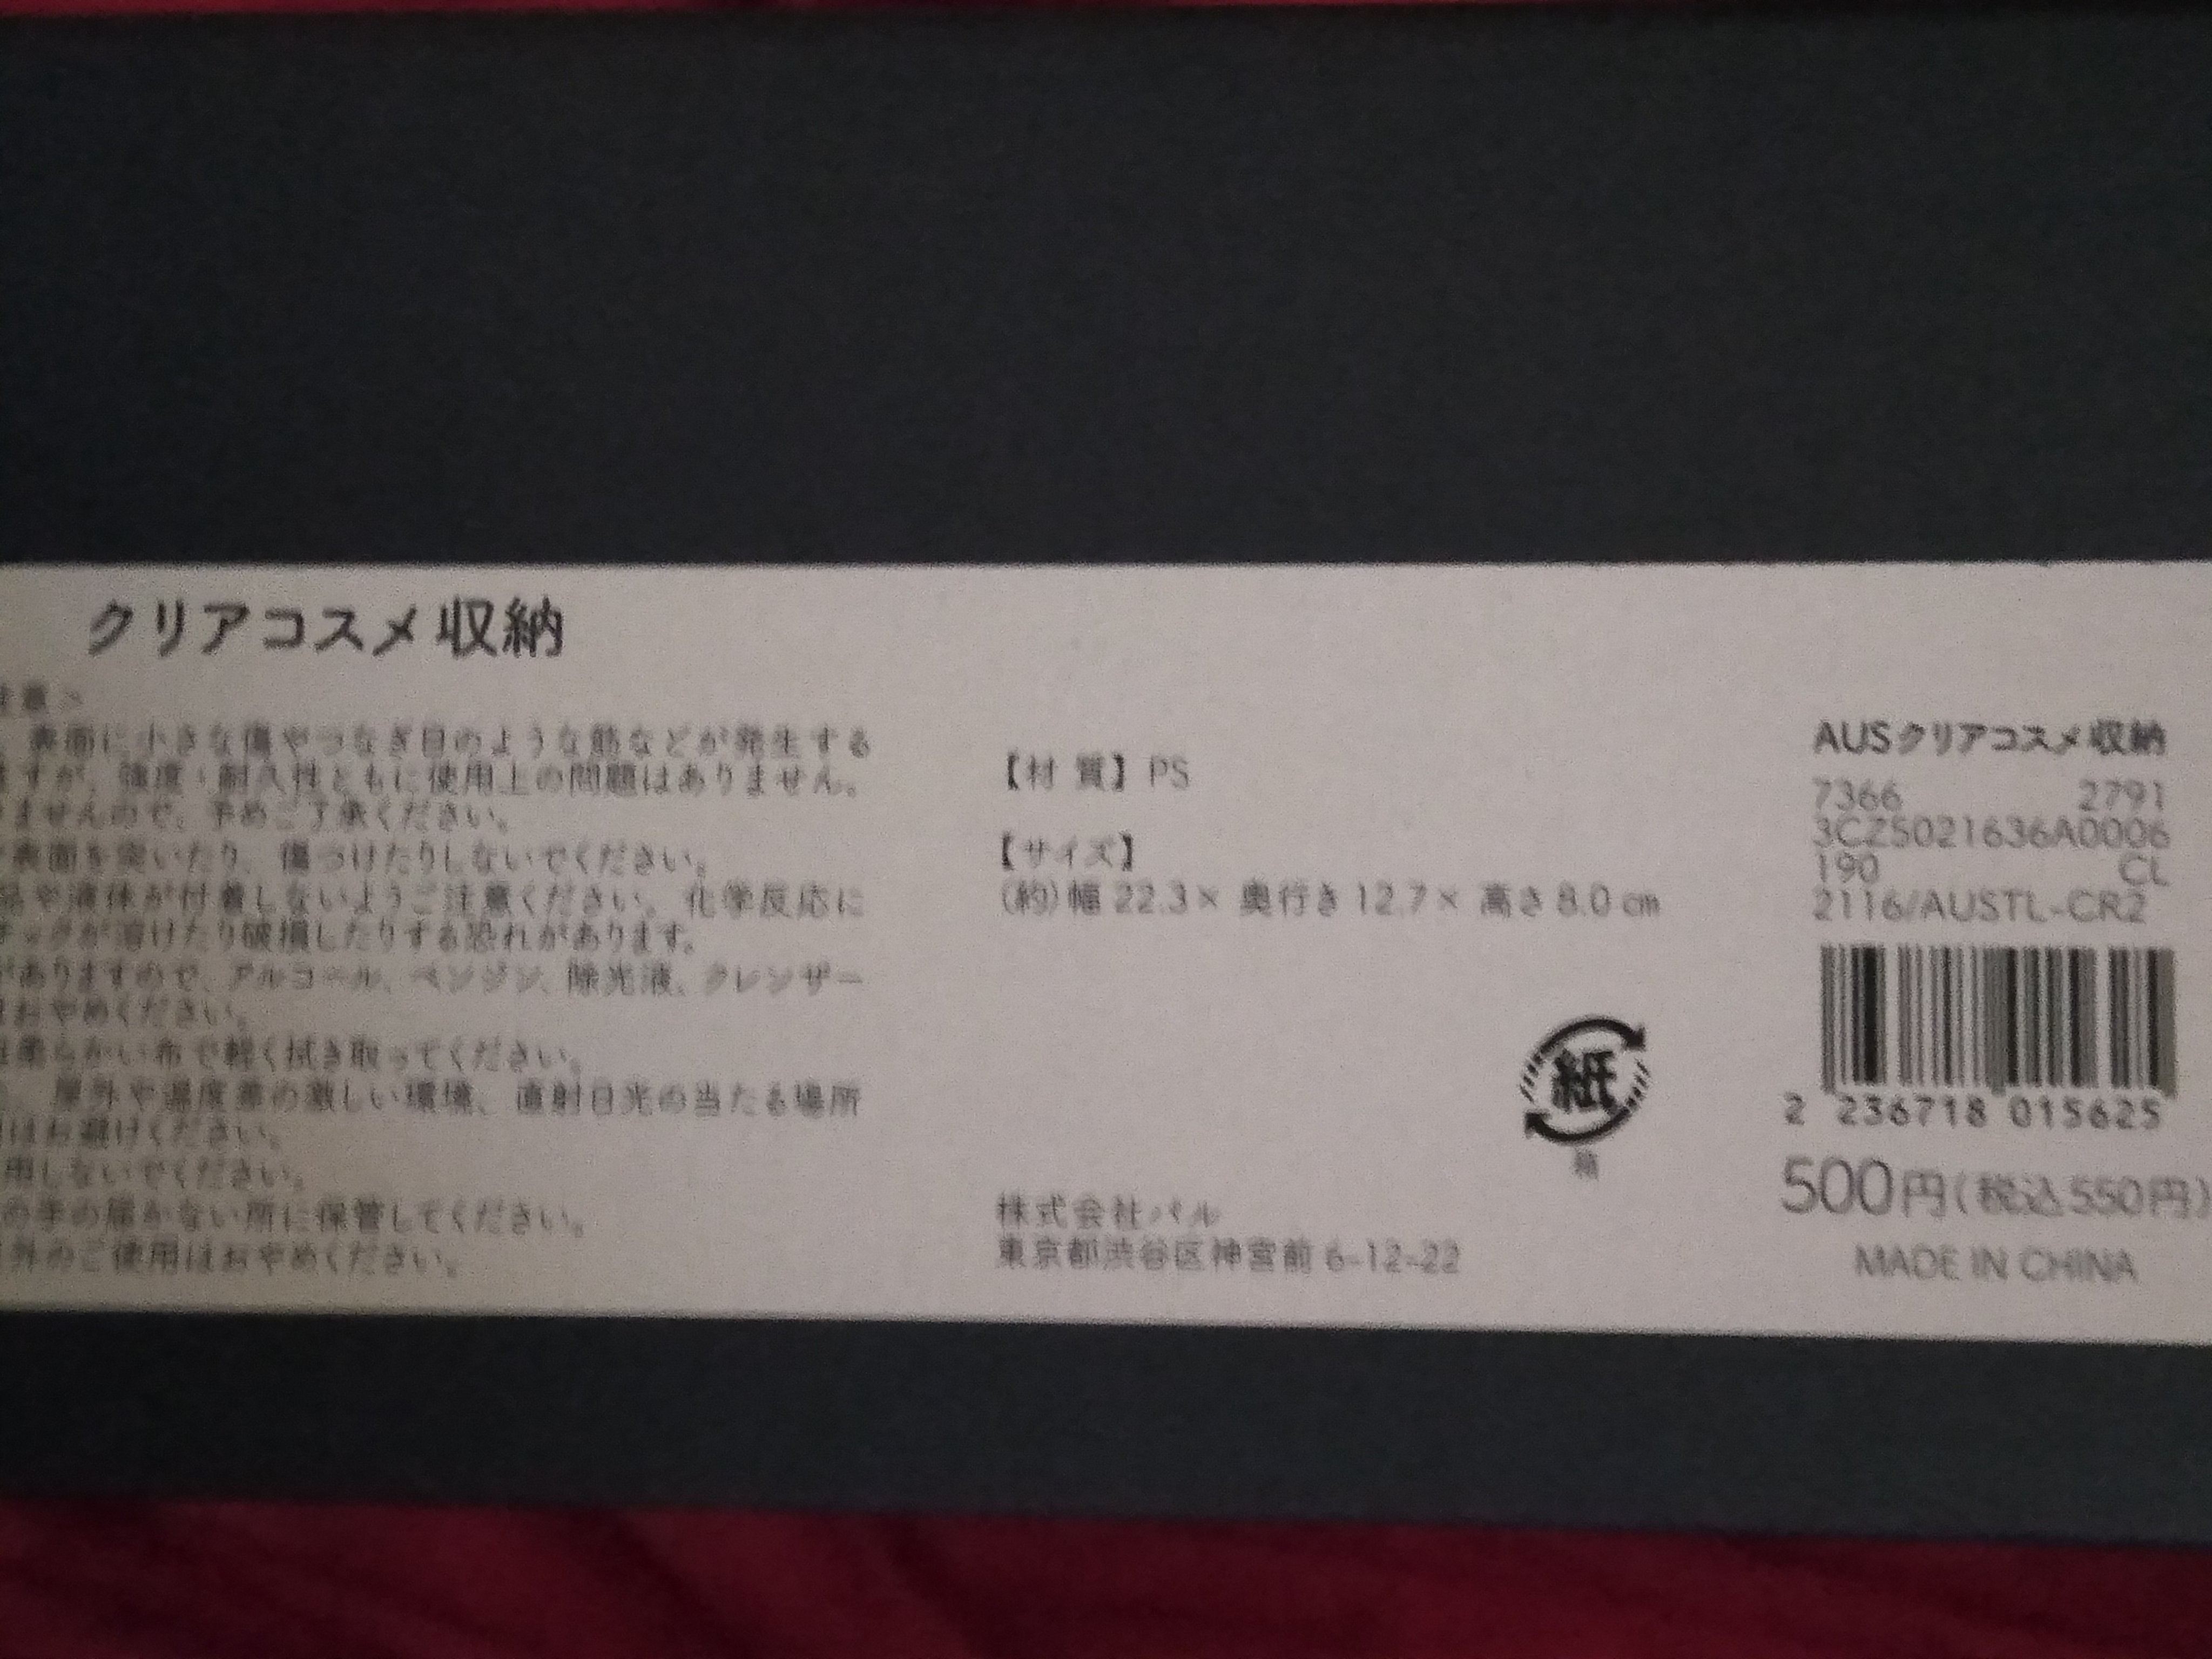 クリアコスメ収納
注意>
表面に小さな傷やつなぎ目のような筋などが発生する
すが、強度・耐久性ともに使用上の問題はありません。
ませんので、予めご了承ください。
表面を突いたり、傷つけたりしないでください。
品や液体が付着しないようご注意ください。化学反応に
チックが溶けたり破損したりする恐れがあります。
がありますので、アルコール、ベンジン、除光液、クレンザー
はおやめください。
柔らかい布で軽く拭き取ってください。
屋外や温度差の激しい環境、直射日光の当たる場所
はお避けください。
用しないでください。
の手の届かない所に保管してください。
外のご使用はおやめください。
【材 質】PS
【サイズ】
(約)幅 22.3× 奥行き 12.7× 高さ 8.0 cm
紙
箱
株式会社パル
東京都渋谷区神宮前 6-12-22
AUSクリアコスメ収納
7366 2791
3CZ5021636A0006
190 CL
2116/AUSTL-CR2
2 236718 015625
500円(税込550円)
MADE IN CHINA